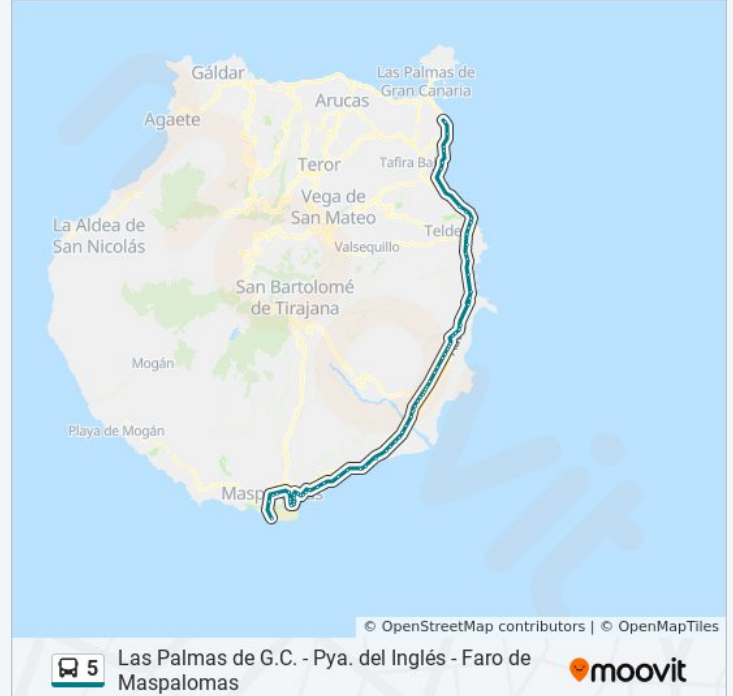 Gáldar
Las Palmas de
Gran Canaria
Arucas
Agaete
Teror
Tafira Ba
Vega de
San Mateo
La Aldea de
San Nicolás
Telde
Valsequillo
San Bartolomé
de Tirajana
Mogán
Playa de Mogán
© OpenStreetMap contributors | © OpenMapTiles
5 Las Palmas de G.C. - Pya. del Inglés - Faro de
Maspalomas
moovit